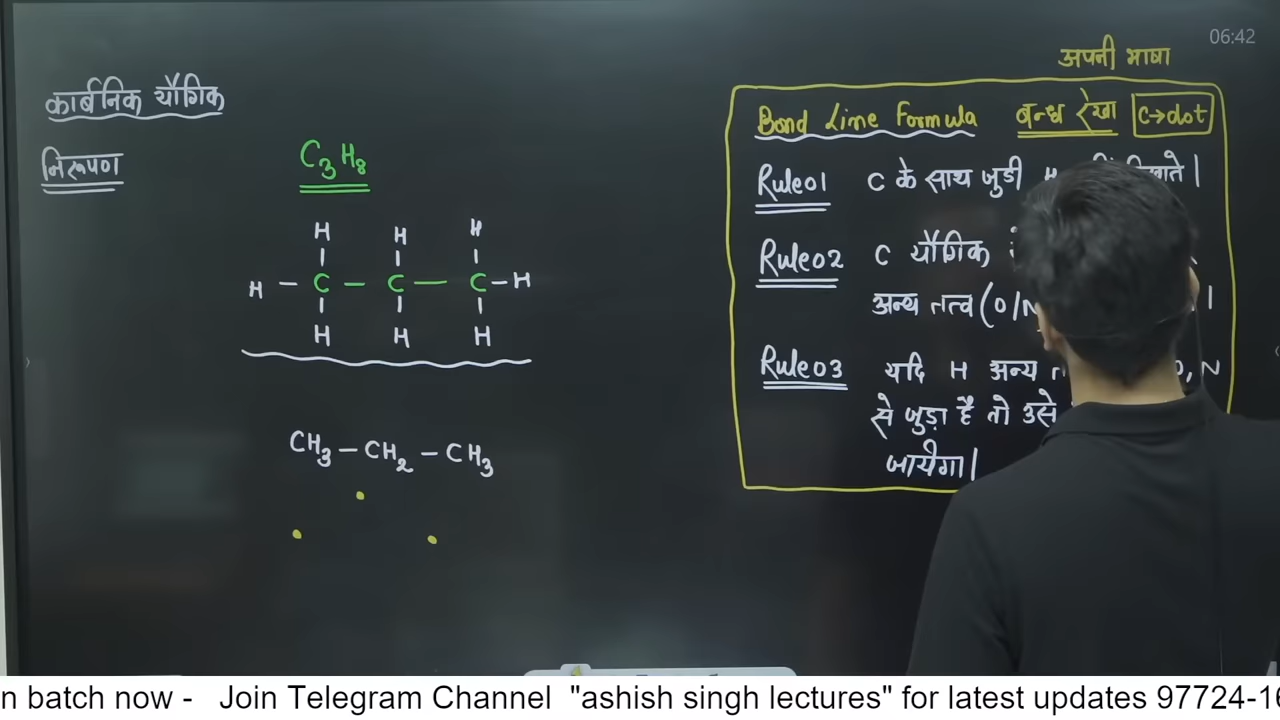 06:42
अपनी भाषा
कार्बनिक यौगिक
निरूपण
C3H8
H H H
H – C – C – C – H
H H H
CH3 – CH2 – CH3
Bond Line Formula बन्ध रेखा C→dot
Rule01 C के साथ जुडी H
Rule02 C यौगिक
अन्य तत्व (O/N
Rule03 यदि H अन्य O, N
से जुड़ा है तो उसे
जायेगा|
n batch now - Join Telegram Channel "ashish singh lectures" for latest updates 97724-16